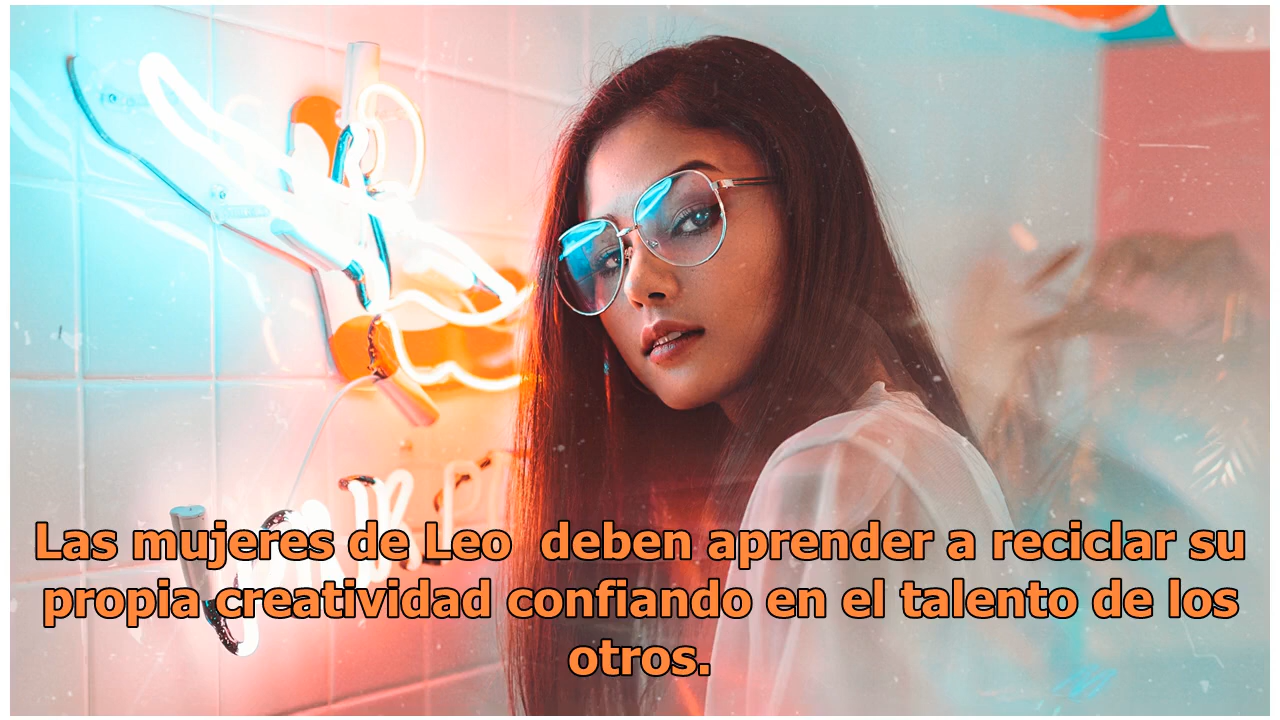 Las mujeres de Leo  deben aprender a reciclar su
propia creatividad confiando en el talento de los
otros.